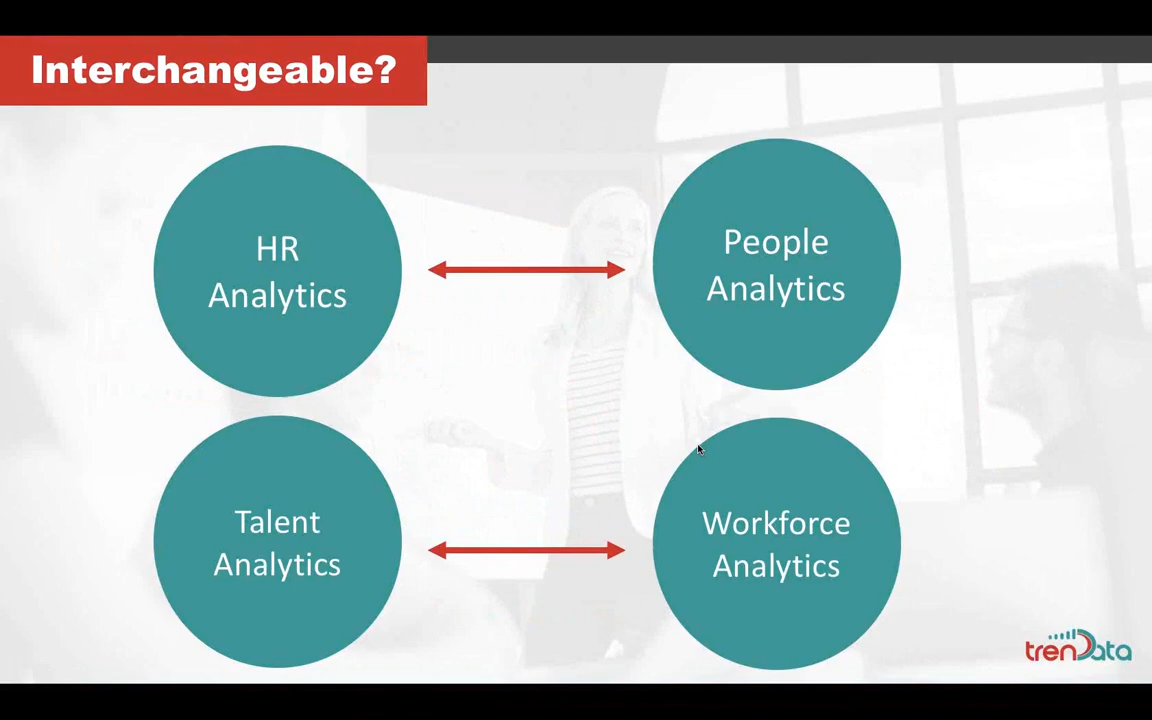 Interchangeable?
HR
Analytics
People
Analytics
Talent
Analytics
Workforce
Analytics
trenData